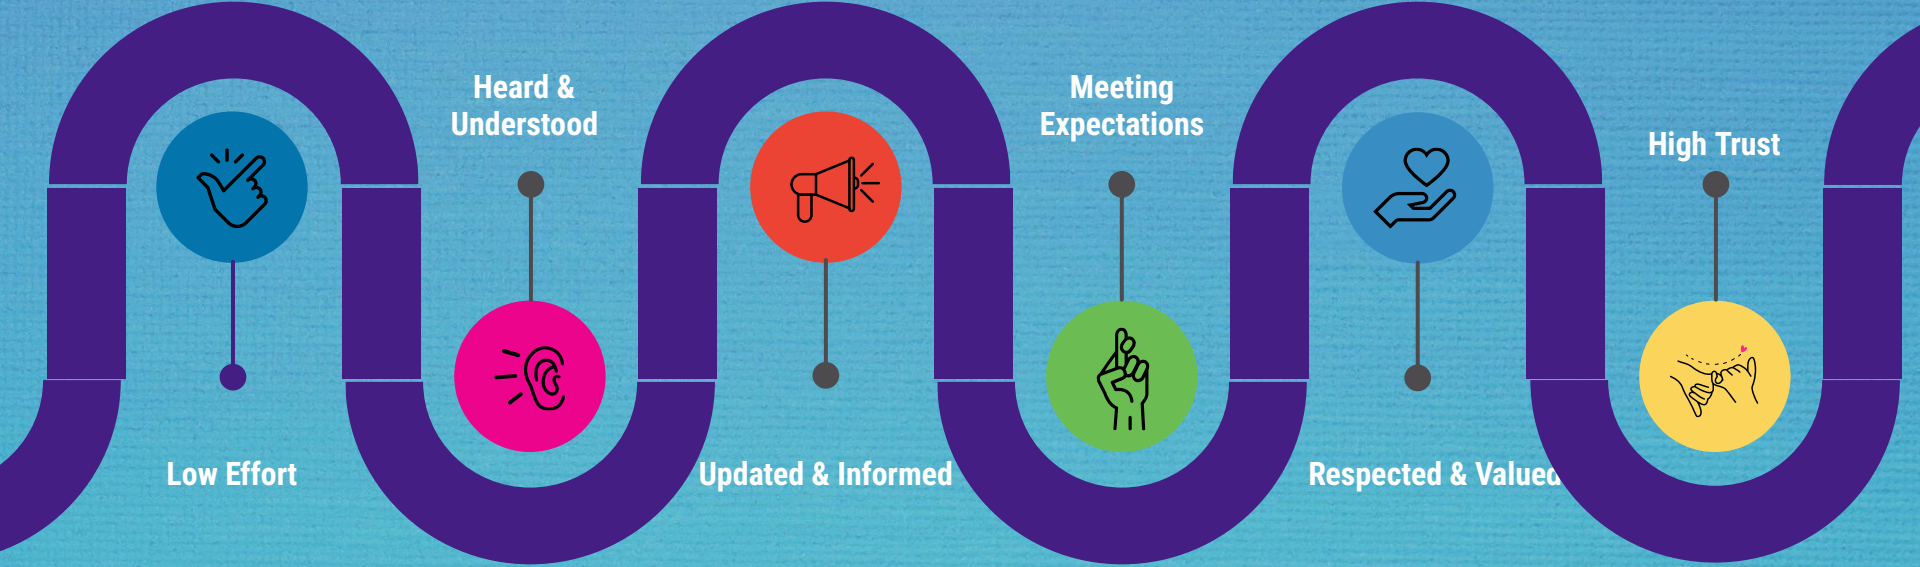 Low Effort
Heard &
Understood
Updated & Informed
Meeting
Expectations
Respected & Valued
High Trust